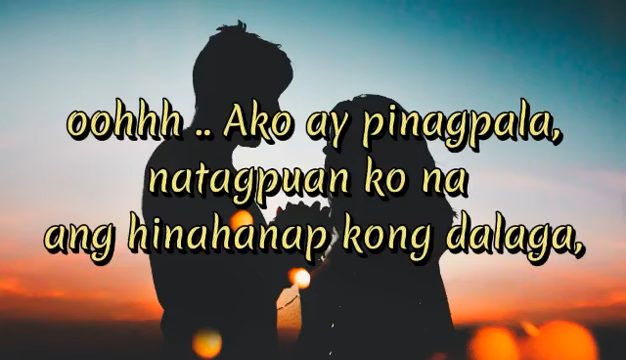 oohhh .. Ako ay pinagpala,
natagpuan ko na
ang hinahanap kong dalaga,